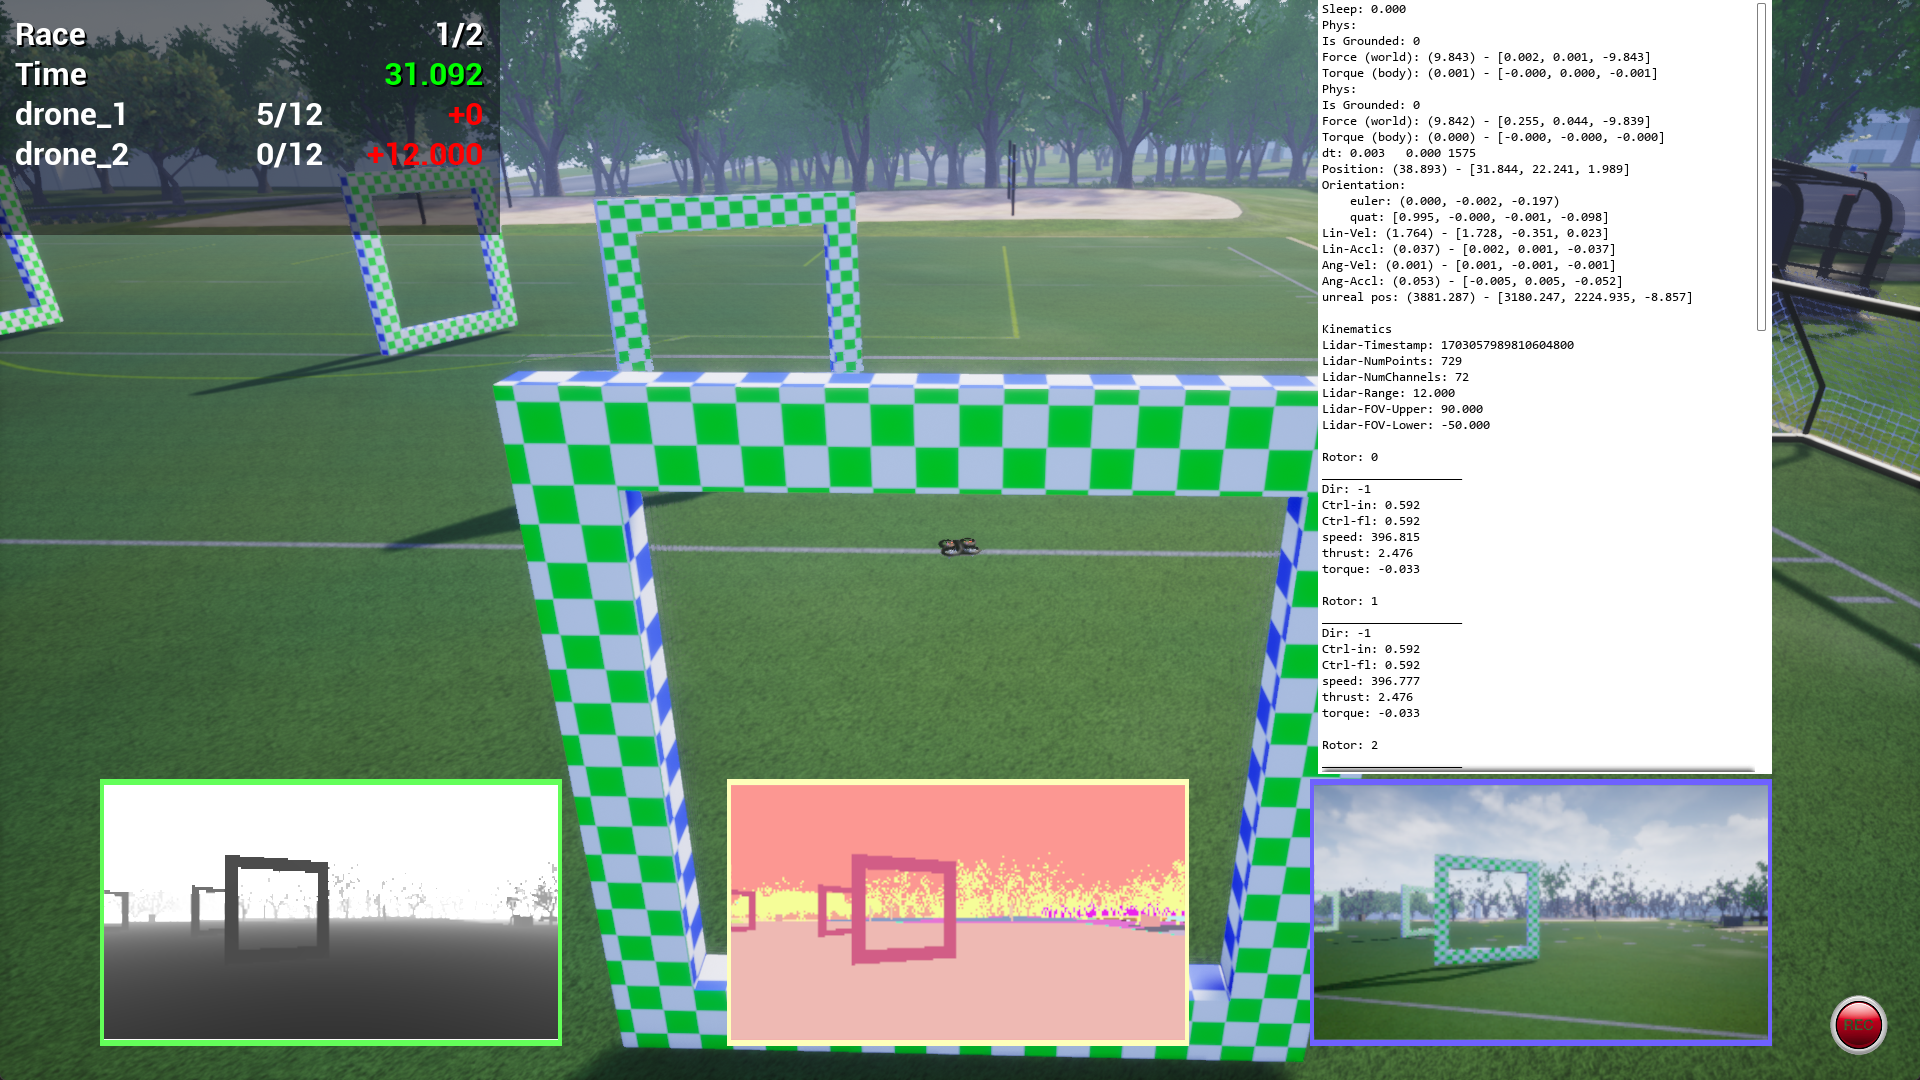 Race 1/2
Time 31.092
drone_1 5/12 +0
drone_2 0/12 +12.000
Sleep: 0.000
Phys:
Is Grounded: 0
Force (world): (9.843) - [0.002, 0.001, -9.843]
Torque (body): (0.001) - [-0.000, 0.000, -0.001]
Phys:
Is Grounded: 0
Force (world): (9.842) - [0.255, 0.044, -9.839]
Torque (body): (0.000) - [-0.000, -0.000, -0.000]
dt: 0.003 0.000 1575
Position: (38.893) - [31.844, 22.241, 1.989]
Orientation:
euler: (0.000, -0.002, -0.197)
quat: [0.995, -0.000, -0.001, -0.098]
Lin-Vel: (1.764) - [1.728, -0.351, 0.023]
Lin-Accl: (0.037) - [0.002, 0.001, -0.037]
Ang-Vel: (0.001) - [0.001, -0.001, -0.001]
Ang-Accl: (0.053) - [-0.005, 0.005, -0.052]
unreal pos: (3881.287) - [3180.247, 2224.935, -8.857]
Kinematics
Lidar-Timestamp: 1703057989810604800
Lidar-NumPoints: 729
Lidar-NumChannels: 72
Lidar-Range: 12.000
Lidar-FOV-Upper: 90.000
Lidar-FOV-Lower: -50.000
Rotor: 0
Dir: -1
Ctrl-in: 0.592
Ctrl-fl: 0.592
speed: 396.815
thrust: 2.476
torque: -0.033
Rotor: 1
Dir: -1
Ctrl-in: 0.592
Ctrl-fl: 0.592
speed: 396.777
thrust: 2.476
torque: -0.033
Rotor: 2
REC